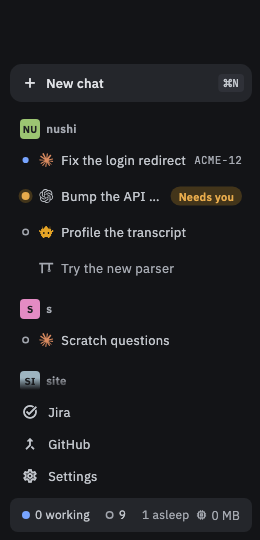 + New chat ⌘N
NU nushi
Fix the login redirect ACME-12
Bump the API ... Needs you
Profile the transcript
TT Try the new parser
S s
Scratch questions
SI site
Jira
GitHub
Settings
0 working 9 1 asleep 0 MB